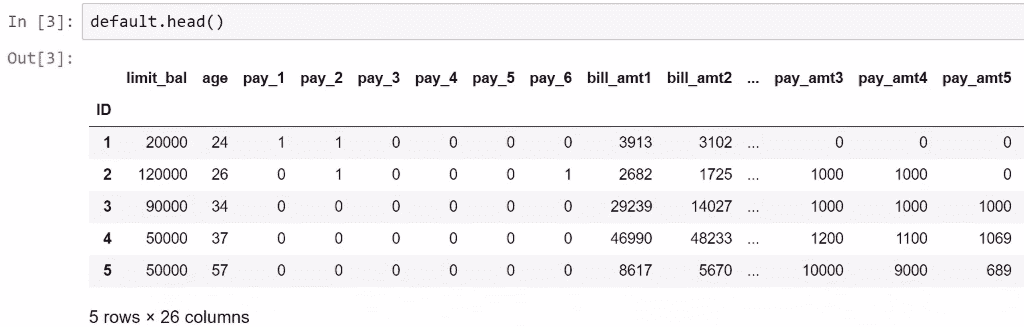 In [3]: default.head()
Out[3]:
limit_bal age pay_1 pay_2 pay_3 pay_4 pay_5 pay_6 bill_amt1 bill_amt2 ... pay_amt3 pay_amt4 pay_amt5
ID
1 20000 24 1 1 0 0 0 0 3913 3102 ... 0 0 0
2 120000 26 0 1 0 0 0 1 2682 1725 ... 1000 1000 0
3 90000 34 0 0 0 0 0 0 29239 14027 ... 1000 1000 1000
4 50000 37 0 0 0 0 0 0 46990 48233 ... 1200 1100 1069
5 50000 57 0 0 0 0 0 0 8617 5670 ... 10000 9000 689
5 rows × 26 columns